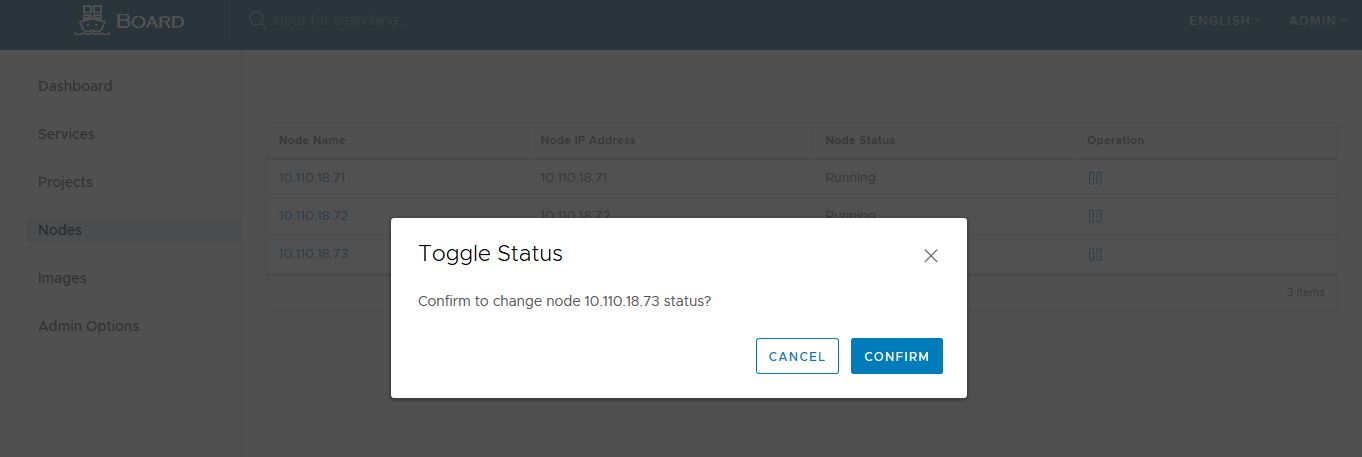 BOARD
input for searching...
ENGLISH
ADMIN
Dashboard
Services
Projects
Nodes
Images
Admin Options
Node Name Node IP Address Node Status Operation
10.110.18.71 10.110.18.71 Running
10.110.18.72 10.110.18.72 Running
10.110.18.73
3 items
Toggle Status
Confirm to change node 10.110.18.73 status?
CANCEL
CONFIRM